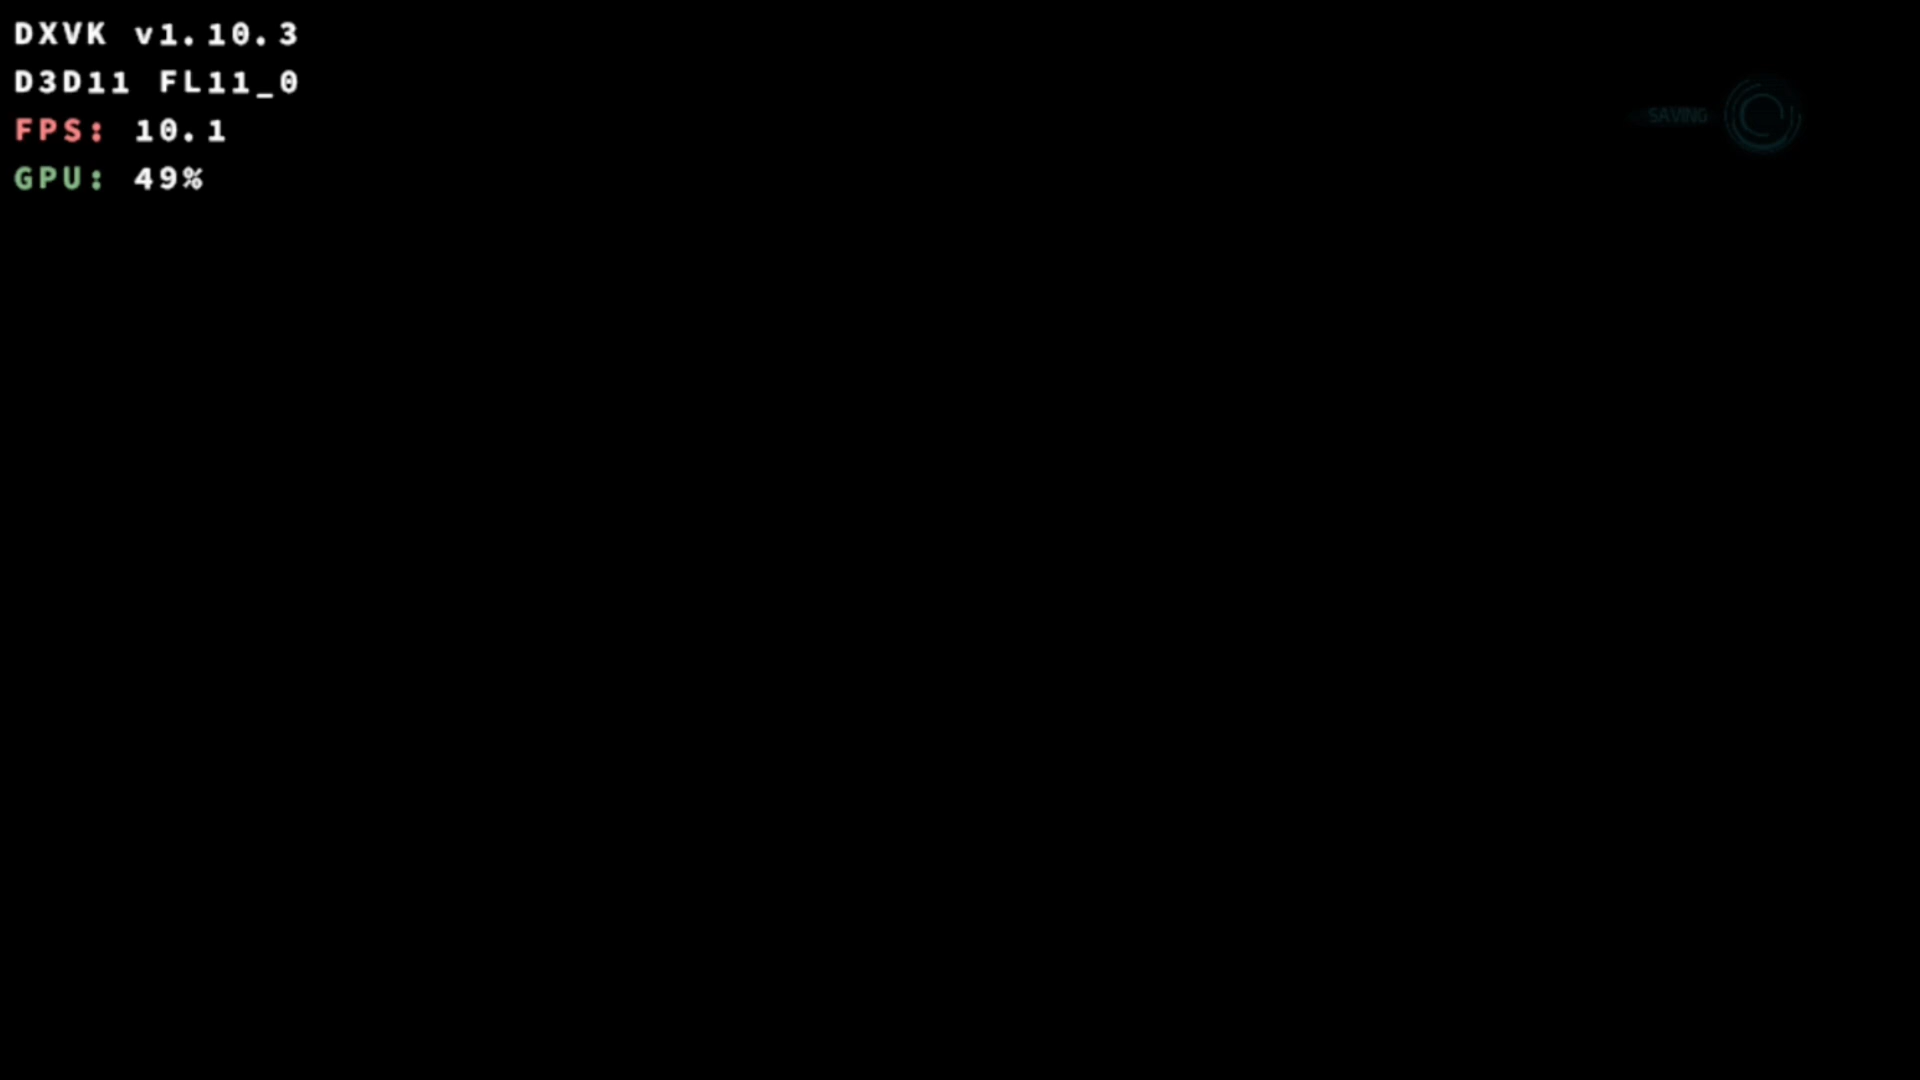 DXVK v1.10.3
D3D11 FL11_0
FPS: 10.1
GPU: 49%
SAVING